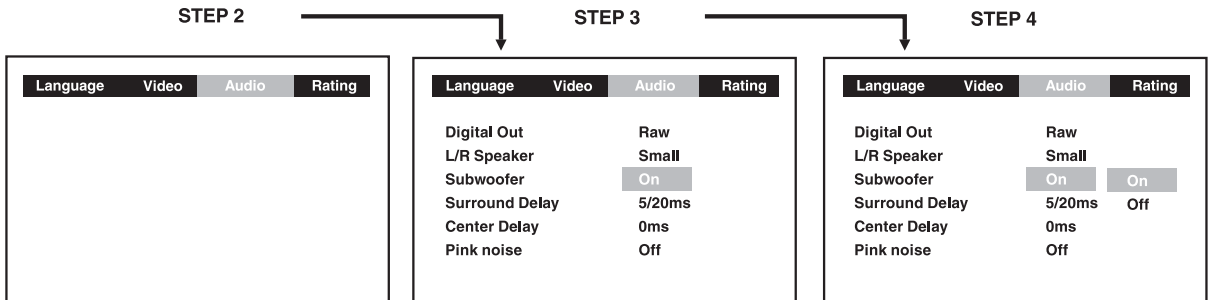 STEP 2
STEP 3
STEP 4
Language Video Audio Rating
Language Video Audio Rating
Digital Out Raw
L/R Speaker Small
Subwoofer On
Surround Delay 5/20ms
Center Delay 0ms
Pink noise Off
Language Video Audio Rating
Digital Out Raw
L/R Speaker Small
Subwoofer On On
Surround Delay 5/20ms Off
Center Delay 0ms
Pink noise Off